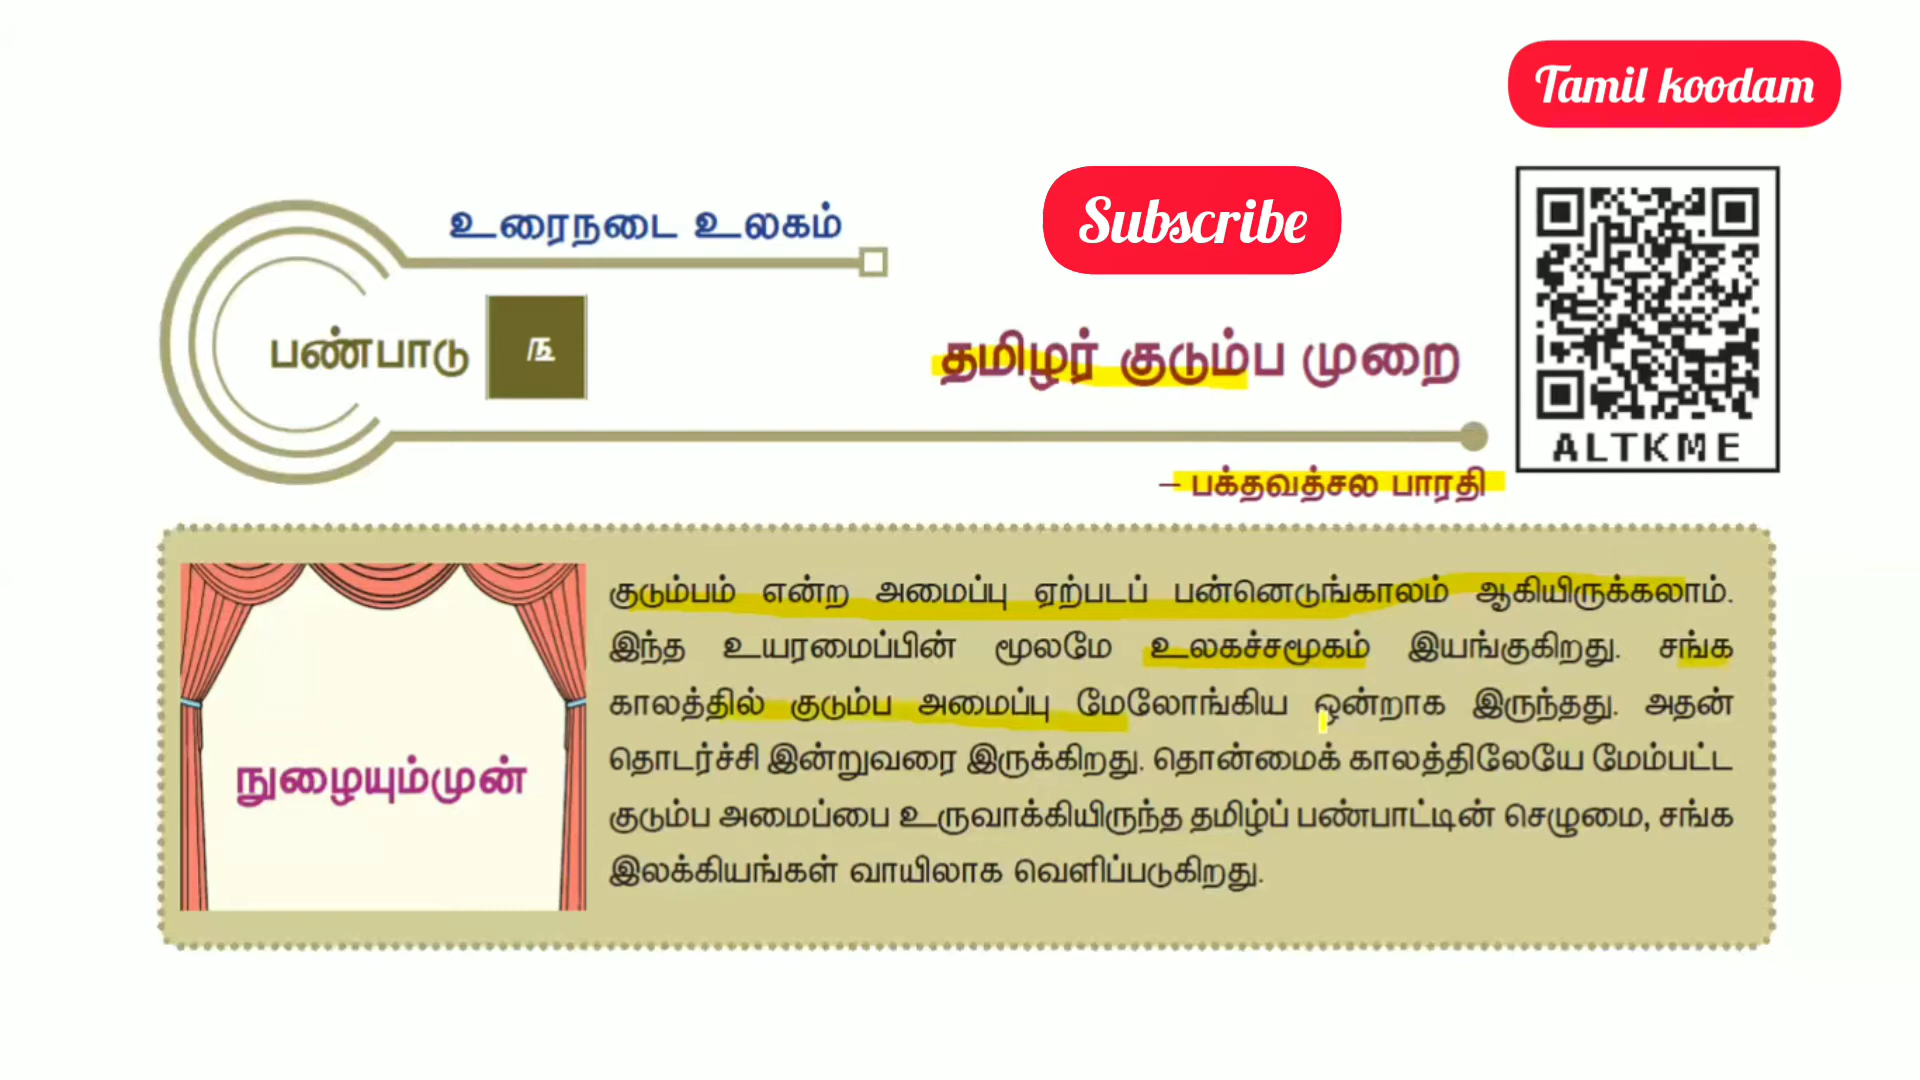 Tamil koodam
Subscribe
உரைநடை உலகம்
பண்பாடு ௩
தமிழர் குடும்ப முறை
ALTKME
– பக்தவத்சல பாரதி
நுழையும்முன்
குடும்பம் என்ற அமைப்பு ஏற்படப் பன்னெடுங்காலம் ஆகியிருக்கலாம்.
இந்த உயரமைப்பின் மூலமே உலகச்சமூகம் இயங்குகிறது. சங்க
காலத்தில் குடும்ப அமைப்பு மேலோங்கிய ஒன்றாக இருந்தது. அதன்
தொடர்ச்சி இன்றுவரை இருக்கிறது. தொன்மைக் காலத்திலேயே மேம்பட்ட
குடும்ப அமைப்பை உருவாக்கியிருந்த தமிழ்ப் பண்பாட்டின் செழுமை, சங்க
இலக்கியங்கள் வாயிலாக வெளிப்படுகிறது.